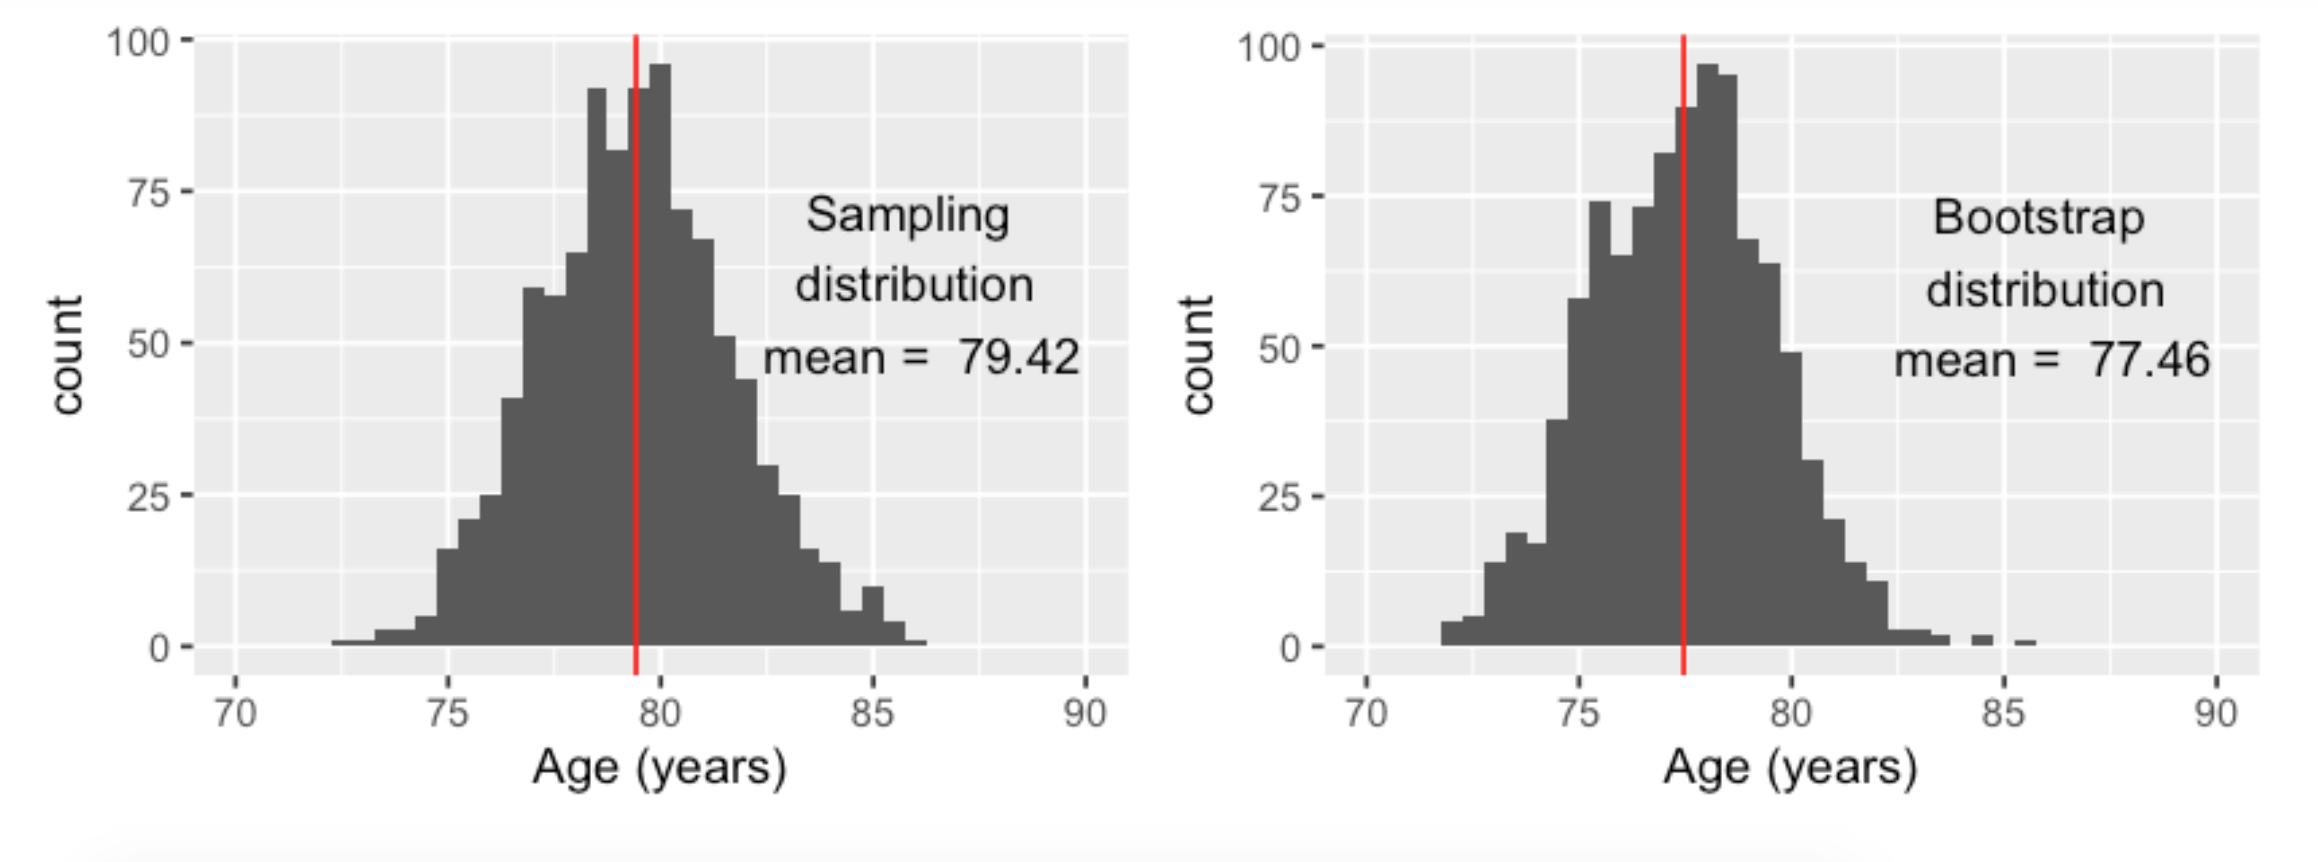 100
75
50
25
0
count
Sampling
distribution
mean = 79.42
70 75 80 85 90
Age (years)
100
75
50
25
0
count
Bootstrap
distribution
mean = 77.46
70 75 80 85 90
Age (years)